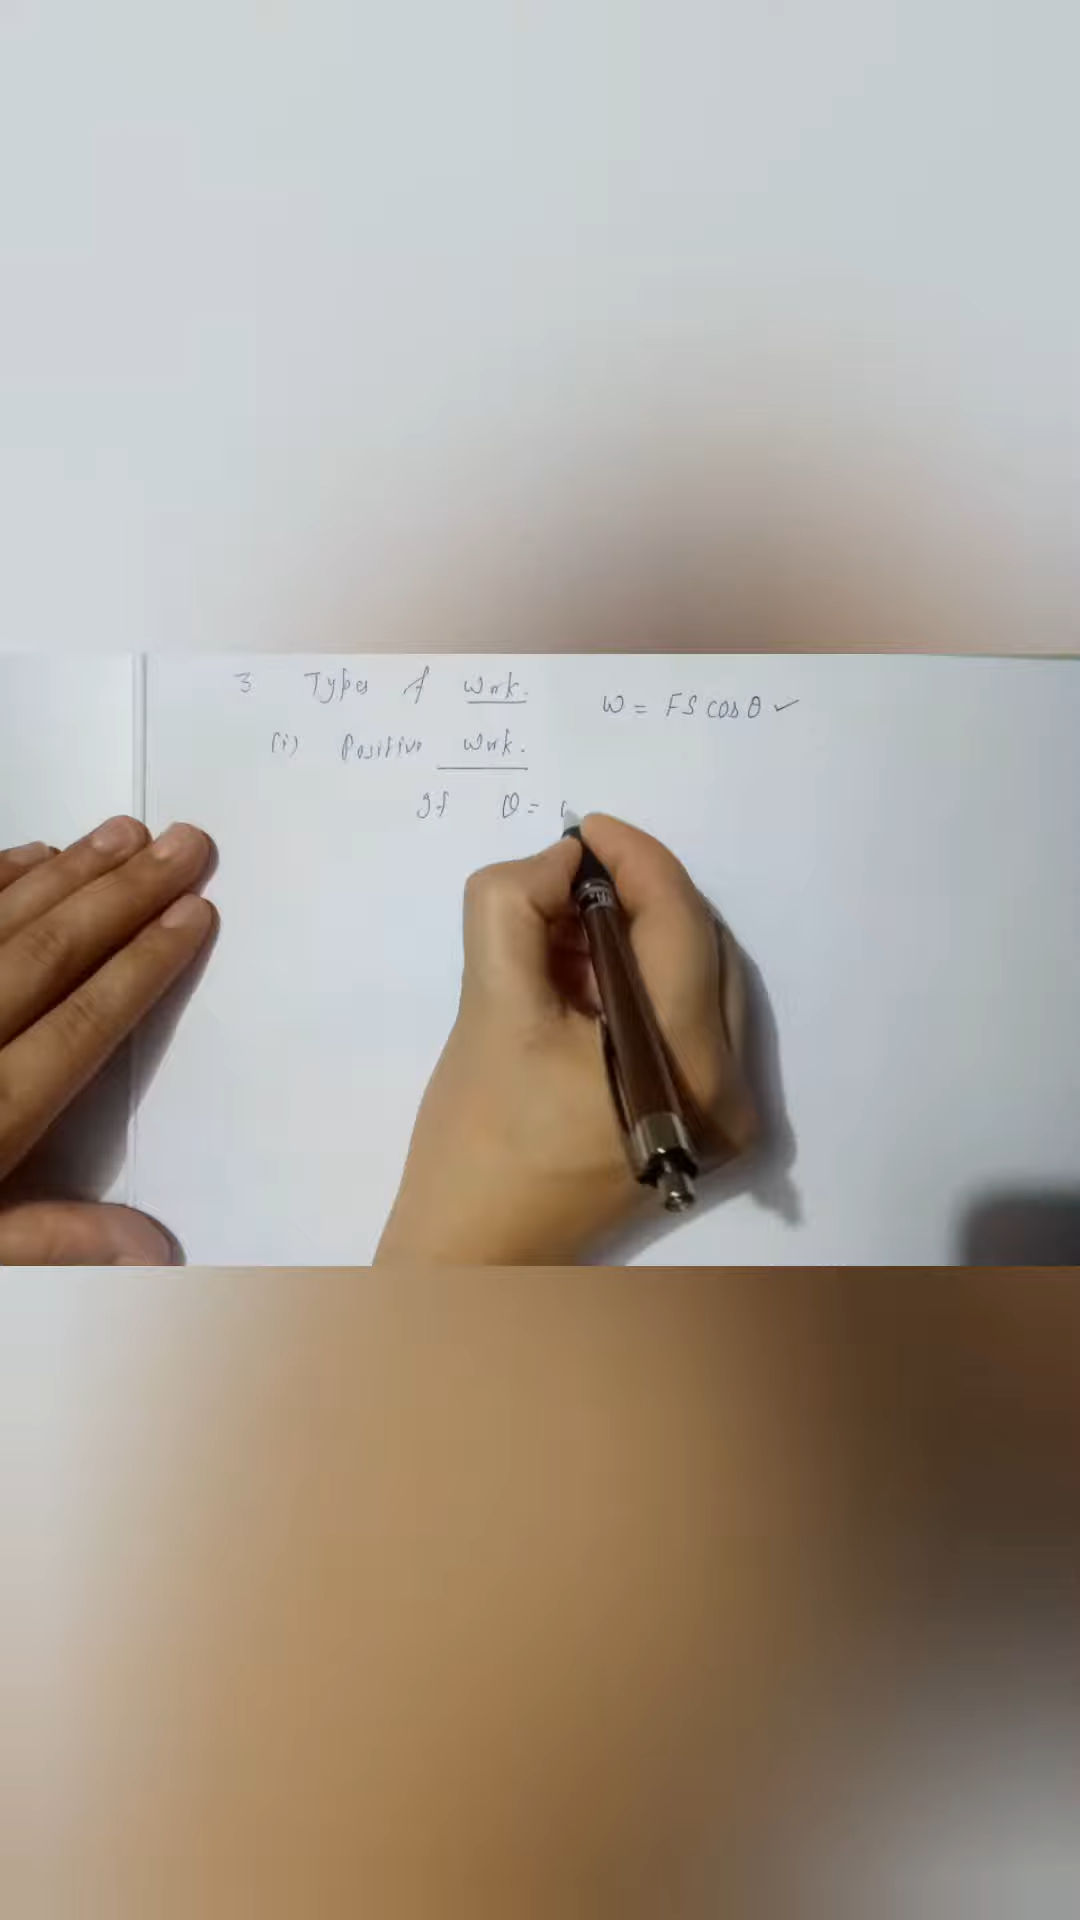 3 Types of Work.
W = FS cos θ ✓
(i) Positive Work.
If θ =